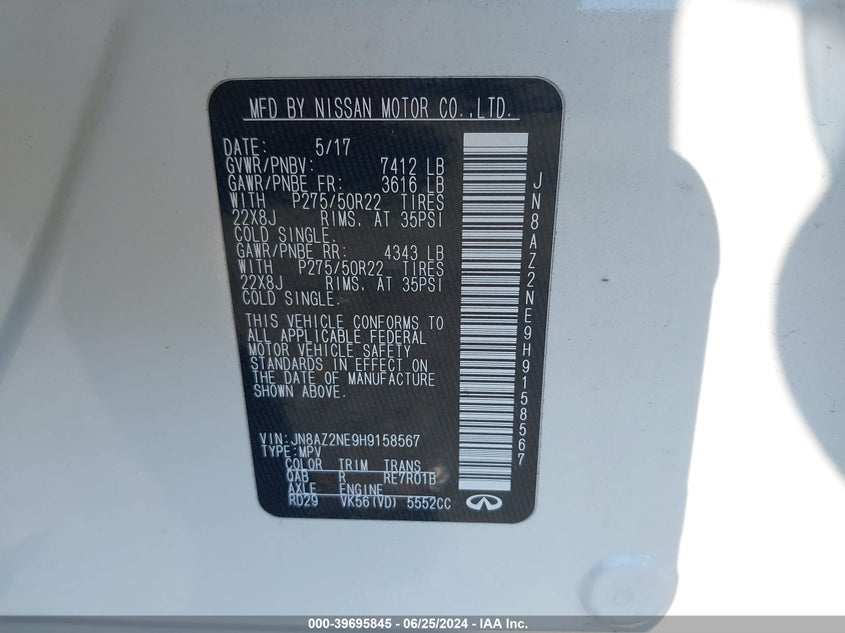 MFD BY NISSAN MOTOR CO.,LTD.
DATE: 5/17
GVWR/PNBV: 7412 LB
GAWR/PNBE FR: 3616 LB
WITH P275/50R22 TIRES
22X8J RIMS. AT 35PSI
COLD SINGLE.
GAWR/PNBE RR: 4343 LB
WITH P275/50R22 TIRES
22X8J RIMS. AT 35PSI
COLD SINGLE.
THIS VEHICLE CONFORMS TO
ALL APPLICABLE FEDERAL
MOTOR VEHICLE SAFETY
STANDARDS IN EFFECT ON
THE DATE OF MANUFACTURE
SHOWN ABOVE.
VIN:JN8AZ2NE9H9158567
TYPE:MPV
COLOR TRIM TRANS
QAB R RE7R01B
AXLE ENGINE
RD29 VK56(VD) 5552CC
JN8AZ2NE9H9158567
000-39695845 - 06/25/2024 - IAA Inc.